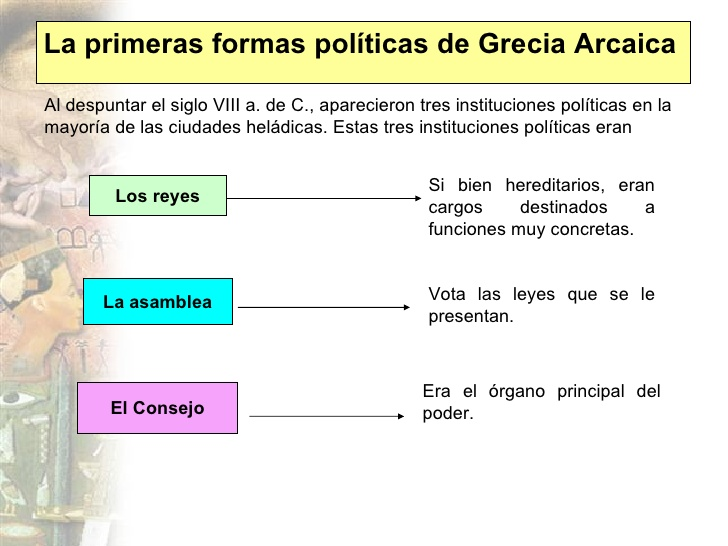 La primeras formas políticas de Grecia Arcaica
Al despuntar el siglo VIII a. de C., aparecieron tres instituciones políticas en la
mayoría de las ciudades heládicas. Estas tres instituciones políticas eran
Los reyes
Si bien hereditarios, eran
cargos destinados a
funciones muy concretas.
La asamblea
Vota las leyes que se le
presentan.
El Consejo
Era el órgano principal del
poder.